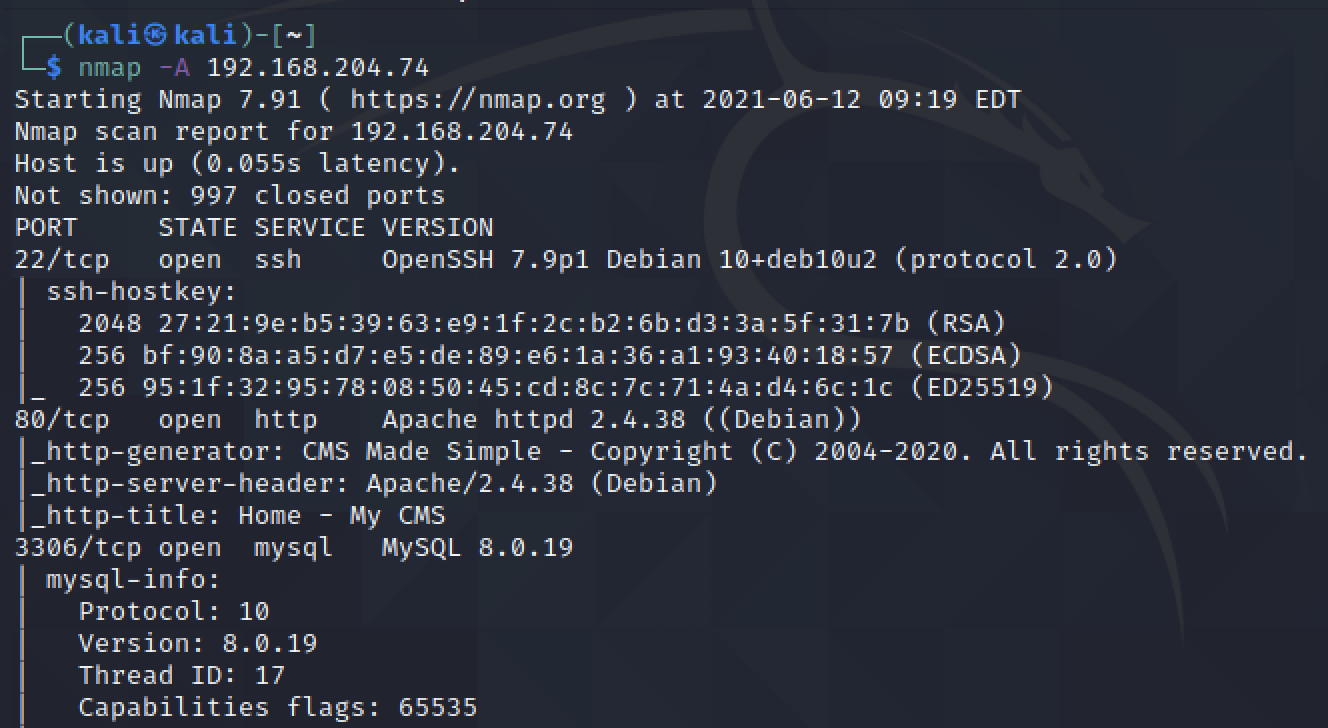 (kali㉿kali)-[~]
$ nmap -A 192.168.204.74
Starting Nmap 7.91 ( https://nmap.org ) at 2021-06-12 09:19 EDT
Nmap scan report for 192.168.204.74
Host is up (0.055s latency).
Not shown: 997 closed ports
PORT     STATE SERVICE VERSION
22/tcp   open  ssh     OpenSSH 7.9p1 Debian 10+deb10u2 (protocol 2.0)
| ssh-hostkey:
|   2048 27:21:9e:b5:39:63:e9:1f:2c:b2:6b:d3:3a:5f:31:7b (RSA)
|   256 bf:90:8a:a5:d7:e5:de:89:e6:1a:36:a1:93:40:18:57 (ECDSA)
|_  256 95:1f:32:95:78:08:50:45:cd:8c:7c:71:4a:d4:6c:1c (ED25519)
80/tcp   open  http    Apache httpd 2.4.38 ((Debian))
|_http-generator: CMS Made Simple - Copyright (C) 2004-2020. All rights reserved.
|_http-server-header: Apache/2.4.38 (Debian)
|_http-title: Home - My CMS
3306/tcp open  mysql   MySQL 8.0.19
| mysql-info:
|   Protocol: 10
|   Version: 8.0.19
|   Thread ID: 17
|   Capabilities flags: 65535